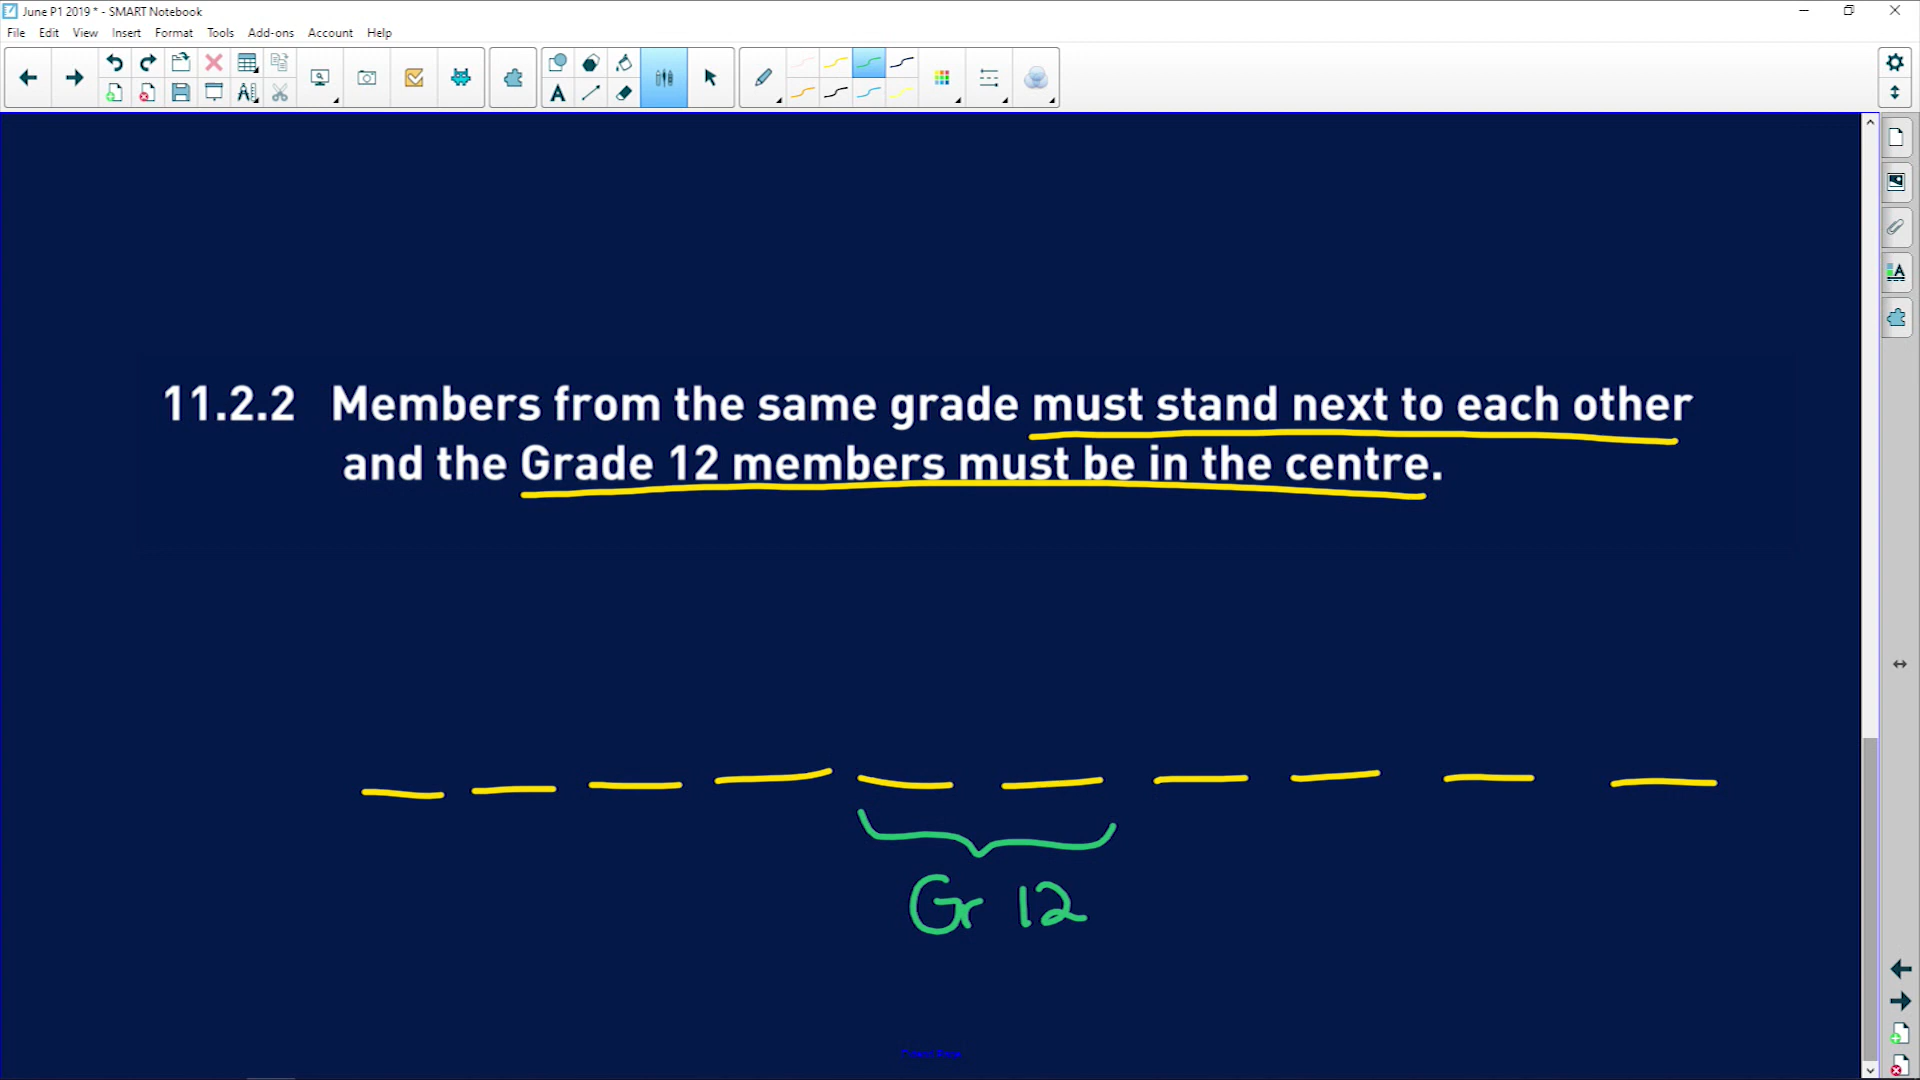 June P1 2019 * - SMART Notebook
File Edit View Insert Format Tools Add-ons Account Help
11.2.2 Members from the same grade must stand next to each other
and the Grade 12 members must be in the centre.
Gr 12